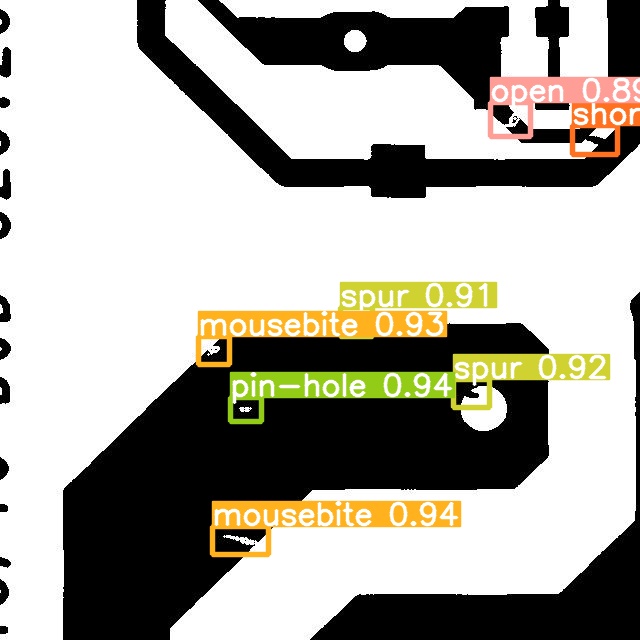 open 0.89
shor
spur 0.91
mousebite 0.93
spur 0.92
pin-hole 0.94
mousebite 0.94